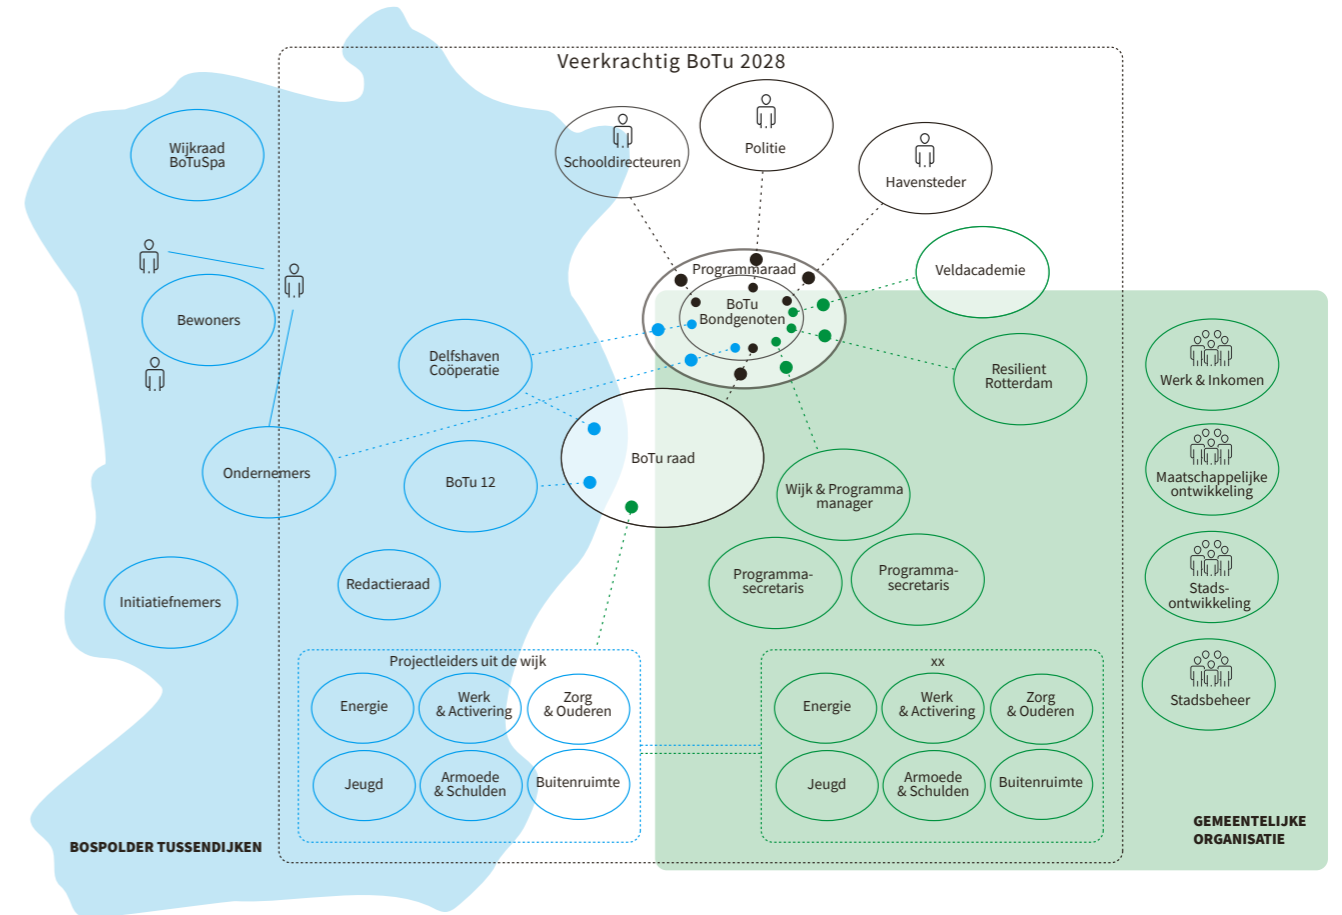 Veerkrachtig BoTu 2028
Wijkraad
BoTuSpa
Schooldirecteuren
Politie
Havensteder
Bewoners
Programmaraad
BoTu
Bondgenoten
Veldacademie
Delfshaven
Coöperatie
Resilient
Rotterdam
Werk & Inkomen
Ondernemers
BoTu 12
BoTu raad
Wijk & Programma
manager
Maatschappelijke
ontwikkeling
Initiatiefnemers
Redactieraad
Programma-
secretaris
Programma-
secretaris
Stads-
ontwikkeling
Stadsbeheer
Projectleiders uit de wijk
Energie
Werk
& Activering
Zorg
& Ouderen
Jeugd
Armoede
& Schulden
Buitenruimte
xx
Energie
Werk
& Activering
Zorg
& Ouderen
Jeugd
Armoede
& Schulden
Buitenruimte
BOSPOLDER TUSSENDIJKEN
GEMEENTELIJKE
ORGANISATIE